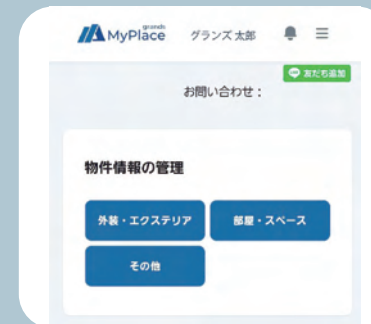 grands
MyPlace グランズ 太郎
友だち追加
お問い合わせ：
物件情報の管理
外装・エクステリア 部屋・スペース
その他